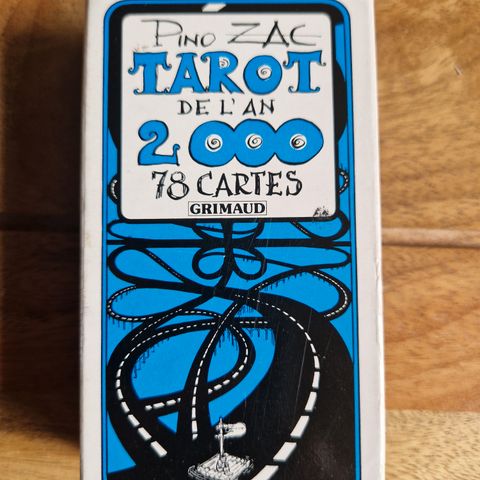 PINO ZAC
TAROT
DE L'AN
2 000
78 CARTES
GRIMAUD